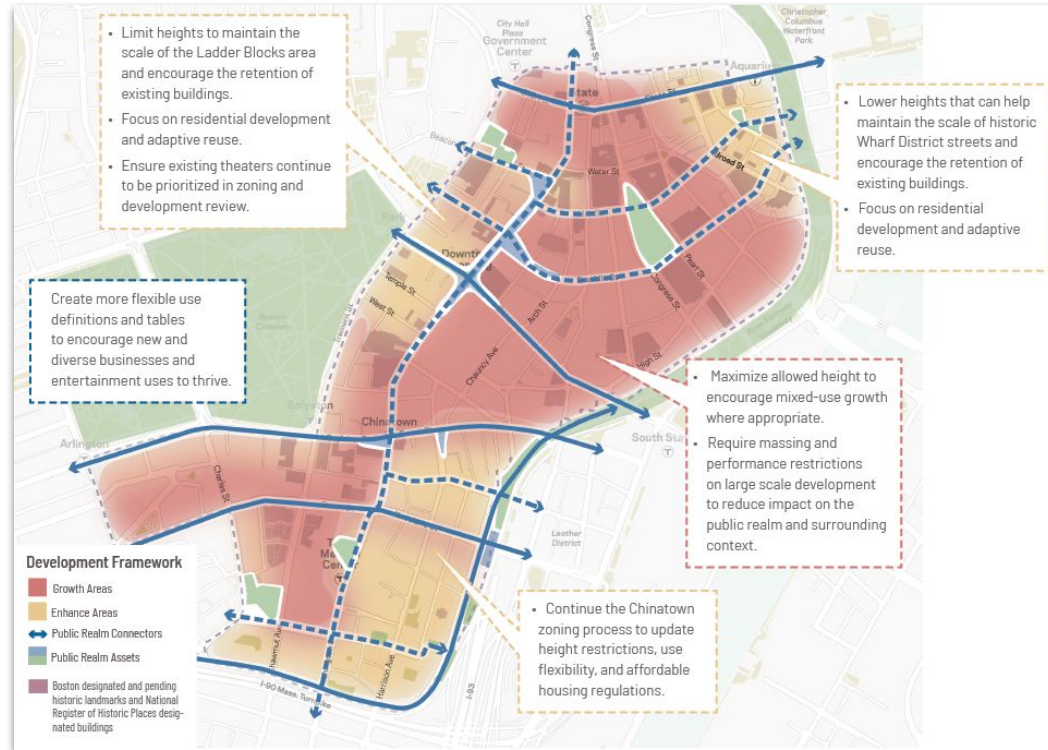 • Limit heights to maintain the
scale of the Ladder Blocks area
and encourage the retention of
existing buildings.
• Focus on residential development
and adaptive reuse.
• Ensure existing theaters continue
to be prioritized in zoning and
development review.
City Hall
Plaza
Government
Center
T
Congress St
Christopher
Columbus
Waterfront
Park
Aquarium
State
Water St
Broad St
• Lower heights that can help
maintain the scale of historic
Wharf District streets and
encourage the retention of
existing buildings.
• Focus on residential
development and adaptive
reuse.
Park
Temple St
West St
Tremont St
Arch St
Congress St
Pearl St
High St
Chauncy Ave
Create more flexible use
definitions and tables
to encourage new and
diverse businesses and
entertainment uses to thrive.
Boylston
Chinatown
Arlington
T
Charles St
South Sta
T
Leather
District
• Maximize allowed height to
encourage mixed-use growth
where appropriate.
• Require massing and
performance restrictions
on large scale development
to reduce impact on the
public realm and surrounding
context.
• Continue the Chinatown
zoning process to update
height restrictions, use
flexibility, and affordable
housing regulations.
Harrison Ave
I-90 Mass. Turnpike
I-93
Development Framework
Growth Areas
Enhance Areas
Public Realm Connectors
Public Realm Assets
Boston designated and pending
historic landmarks and National
Register of Historic Places desig-
nated buildings